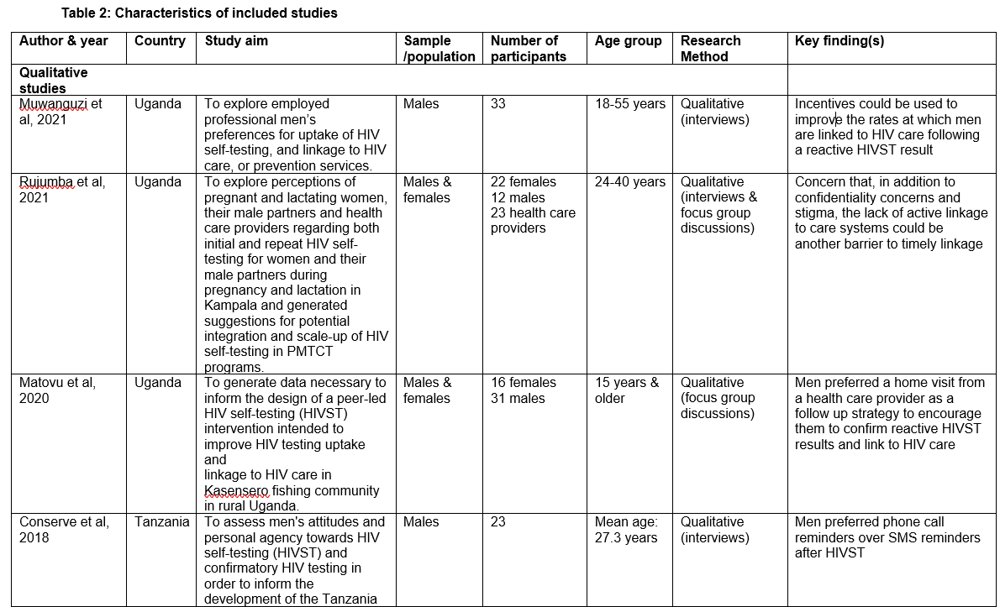 Table 2: Characteristics of included studies
Author & year
Country
Study aim
Sample
/population
Number of
participants
Age group
Research
Method
Key finding(s)
Qualitative
studies
Muwanguzi et
al, 2021
Uganda
To explore employed
professional men’s
preferences for uptake of HIV
self-testing, and linkage to HIV
care, or prevention services.
Males
33
18-55 years
Qualitative
(interviews)
Incentives could be used to
improve the rates at which men
are linked to HIV care following
a reactive HIVST result
Rujumba et al,
2021
Uganda
To explore perceptions of
pregnant and lactating women,
their male partners and health
care providers regarding both
initial and repeat HIV self-
testing for women and their
male partners during
pregnancy and lactation in
Kampala and generated
suggestions for potential
integration and scale-up of HIV
self-testing in PMTCT
programs.
Males &
females
22 females
12 males
23 health care
providers
24-40 years
Qualitative
(interviews &
focus group
discussions)
Concern that, in addition to
confidentiality concerns and
stigma, the lack of active linkage
to care systems could be
another barrier to timely linkage
Matovu et al,
2020
Uganda
To generate data necessary to
inform the design of a peer-led
HIV self-testing (HIVST)
intervention intended to
improve HIV testing uptake
and
linkage to HIV care in
Kasensero fishing community
in rural Uganda.
Males &
females
16 females
31 males
15 years &
older
Qualitative
(focus group
discussions)
Men preferred a home visit from
a health care provider as a
follow up strategy to encourage
them to confirm reactive HIVST
results and link to HIV care
Conserve et al,
2018
Tanzania
To assess men's attitudes and
personal agency towards HIV
self-testing (HIVST) and
confirmatory HIV testing in
order to inform the
development of the Tanzania
Males
23
Mean age:
27.3 years
Qualitative
(interviews)
Men preferred phone call
reminders over SMS reminders
after HIVST